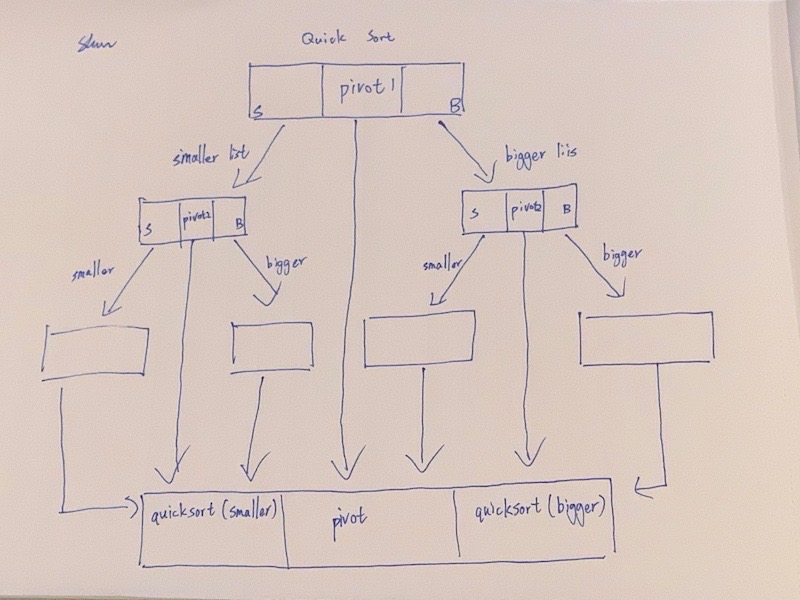 Quick Sort
pivot 1
S
B
smaller list
bigger liis
S
pivot2
B
S
pivot2
B
smaller
bigger
smaller
bigger
quicksort (smaller)
pivot
quicksort (bigger)